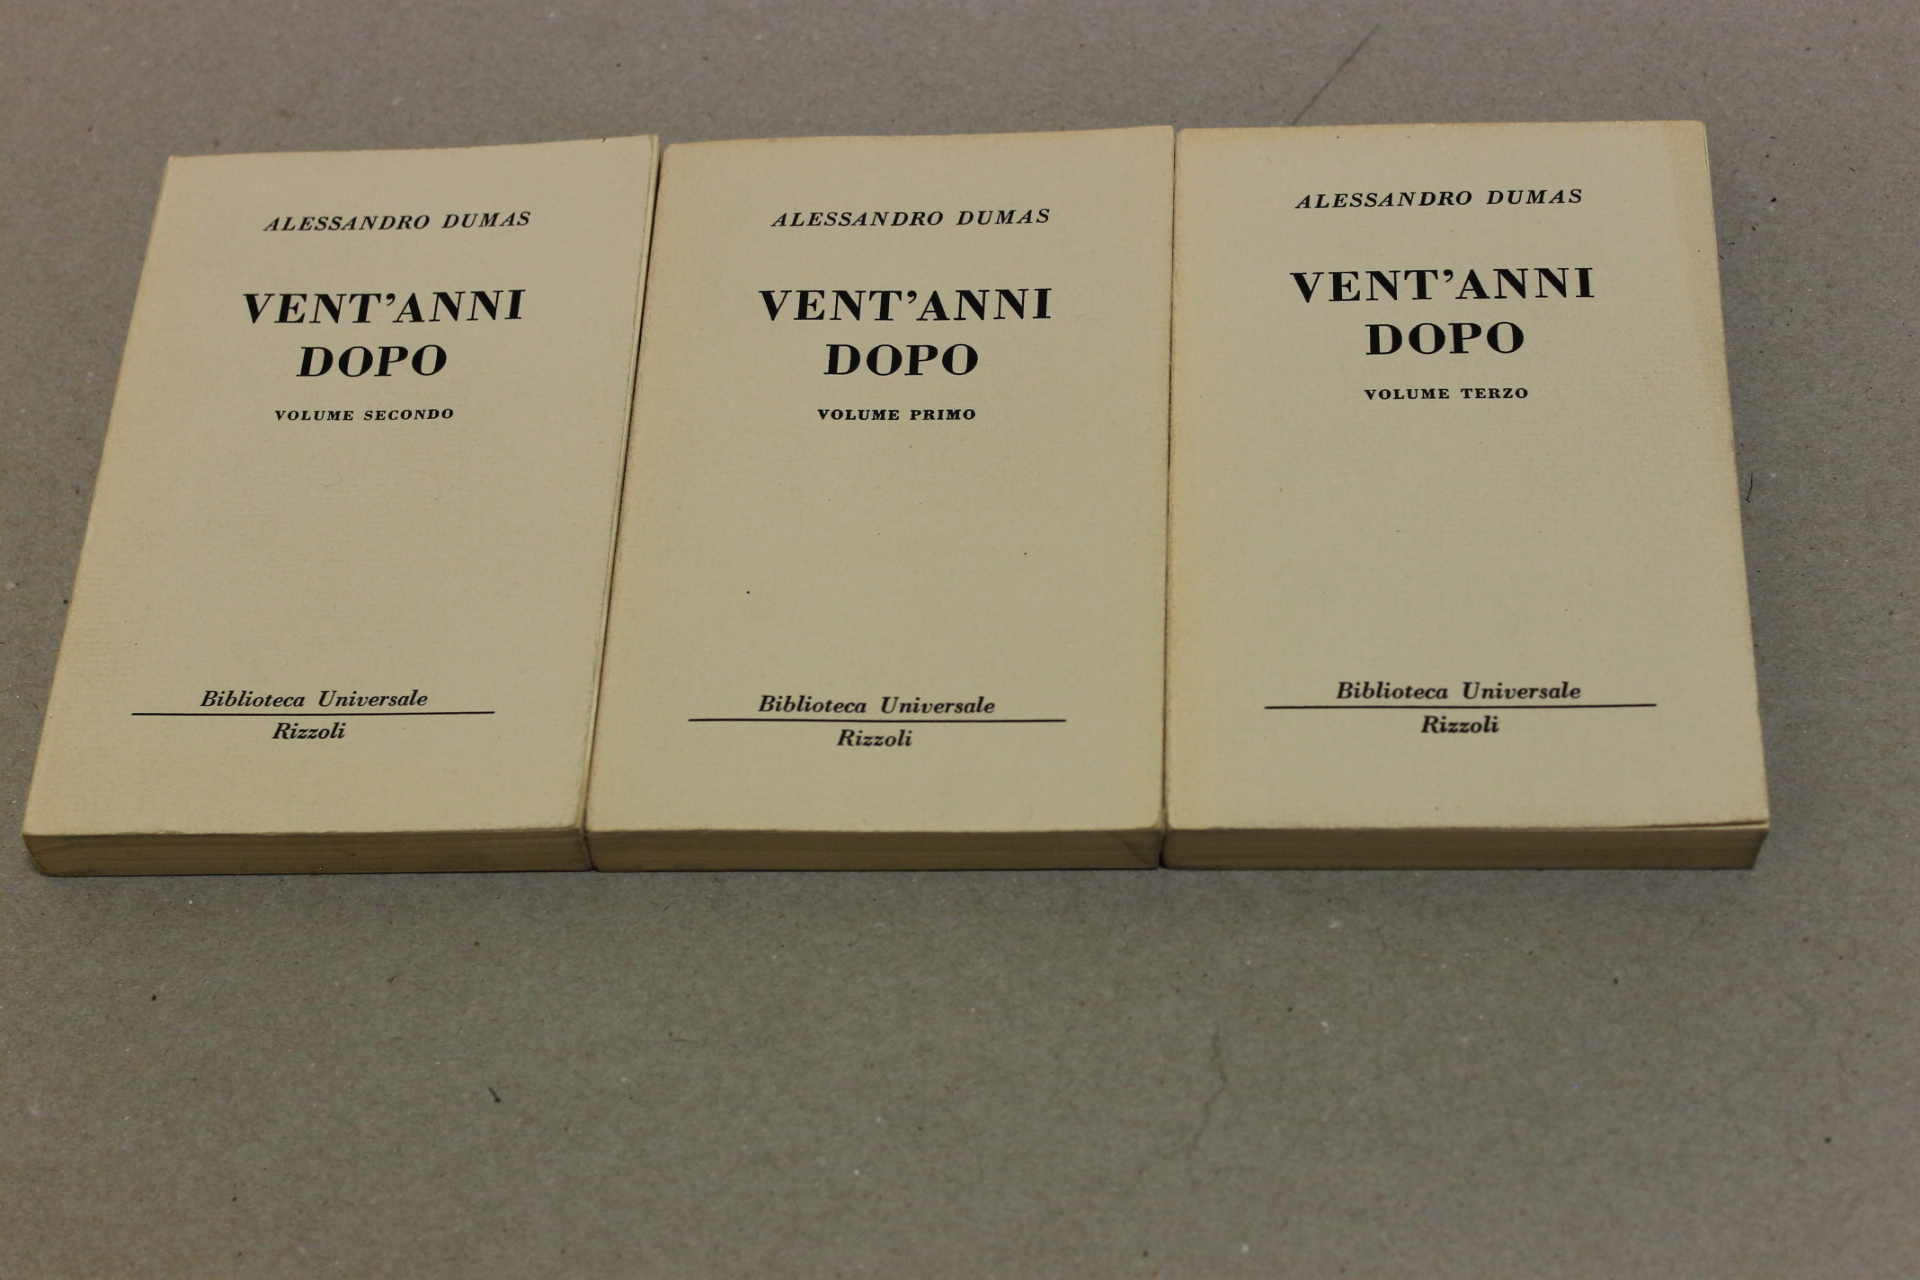 ALESSANDRO DUMAS
VENT'ANNI
DOPO
VOLUME SECONDO
Biblioteca Universale
Rizzoli
ALESSANDRO DUMAS
VENT'ANNI
DOPO
VOLUME PRIMO
Biblioteca Universale
Rizzoli
ALESSANDRO DUMAS
VENT'ANNI
DOPO
VOLUME TERZO
Biblioteca Universale
Rizzoli